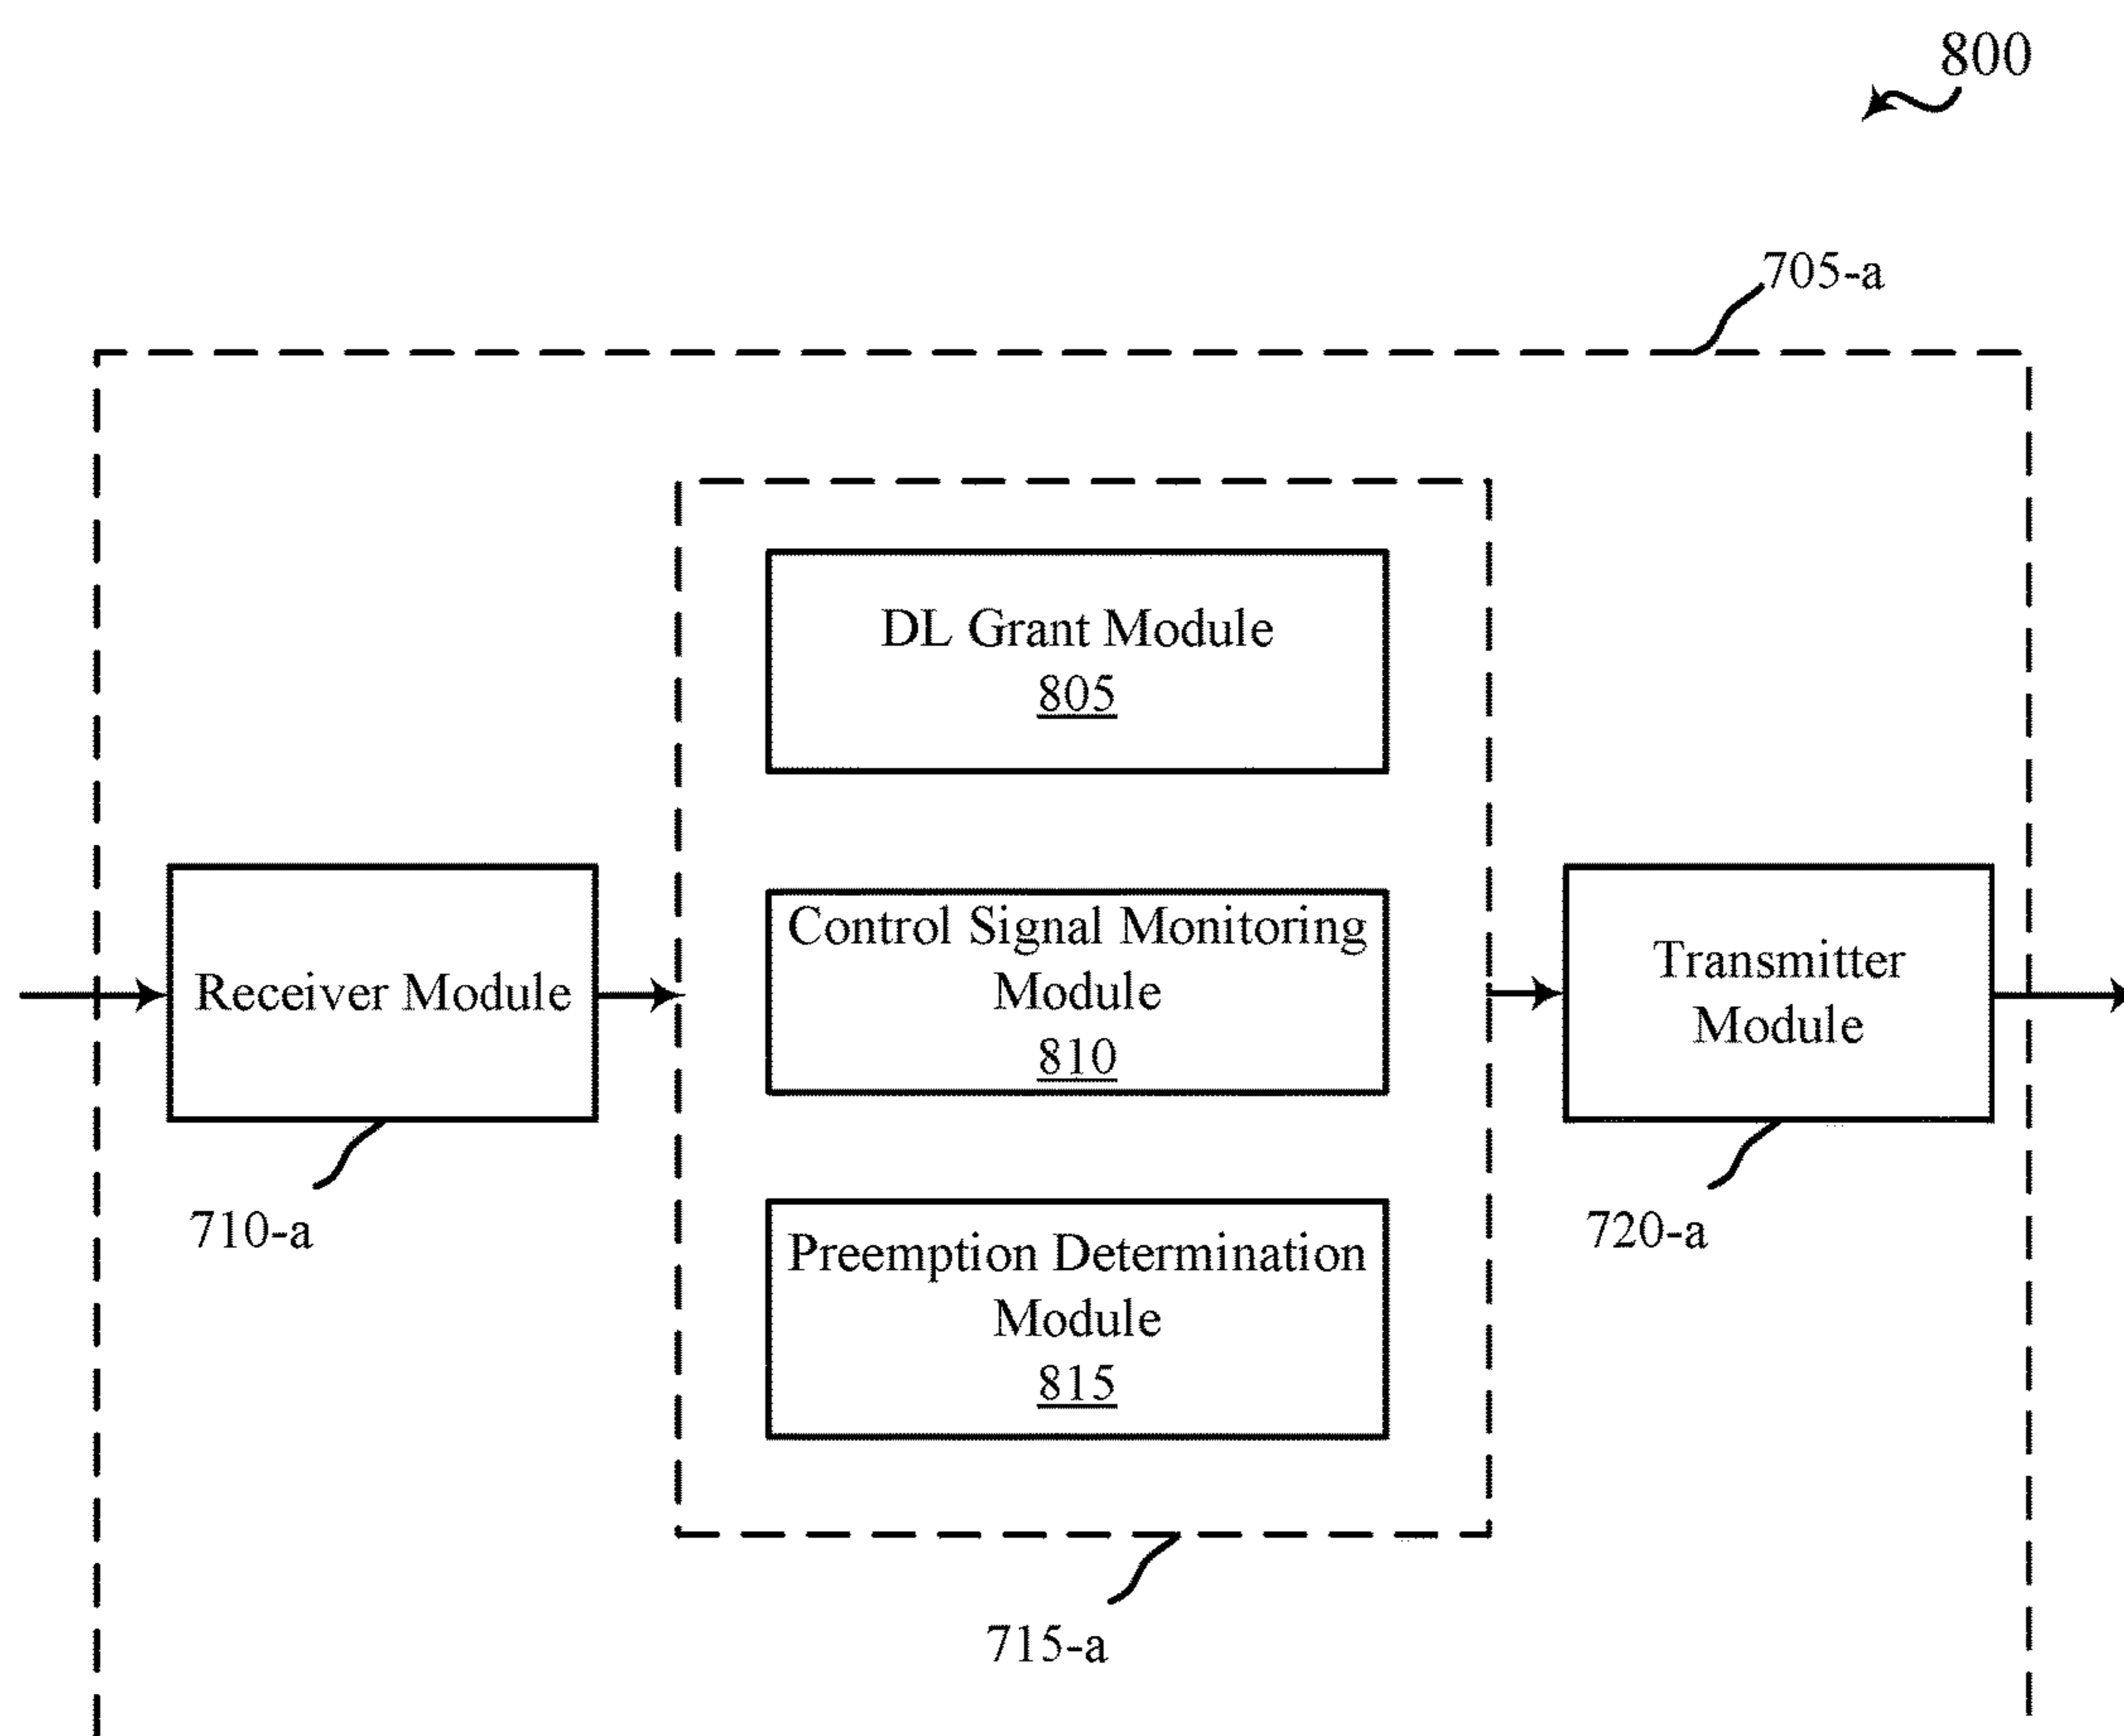 800
705-a
DL Grant Module
805
Control Signal Monitoring
Module
810
Receiver Module
Transmitter
Module
710-a
720-a
Preemption Determination
Module
815
715-a